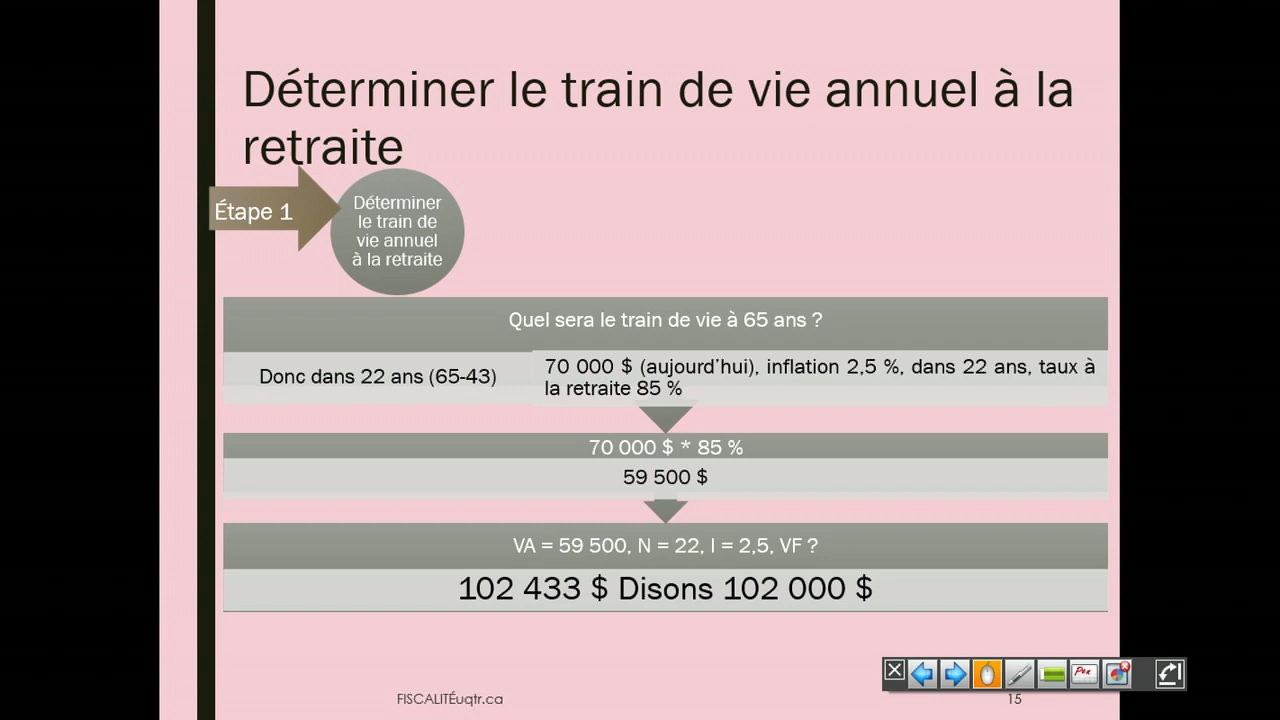 Déterminer le train de vie annuel à la
retraite
Étape 1
Déterminer
le train de
vie annuel
à la retraite
Quel sera le train de vie à 65 ans ?
Donc dans 22 ans (65-43)
70 000 $ (aujourd'hui), inflation 2,5 %, dans 22 ans, taux à
la retraite 85 %
70 000 $ * 85 %
59 500 $
VA = 59 500, N = 22, I = 2,5, VF ?
102 433 $ Disons 102 000 $
FISCALITÉuqtr.ca
15
Pen